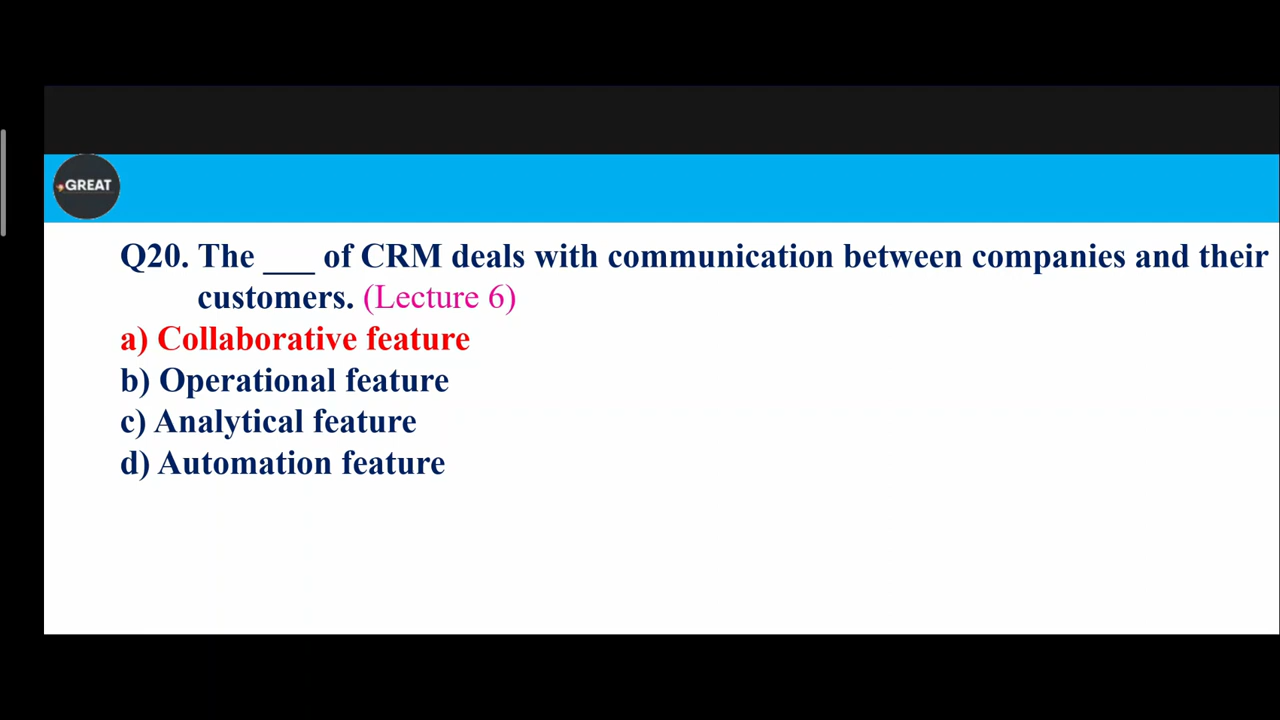 GREAT
Q20. The ___ of CRM deals with communication between companies and their
customers. (Lecture 6)
a) Collaborative feature
b) Operational feature
c) Analytical feature
d) Automation feature